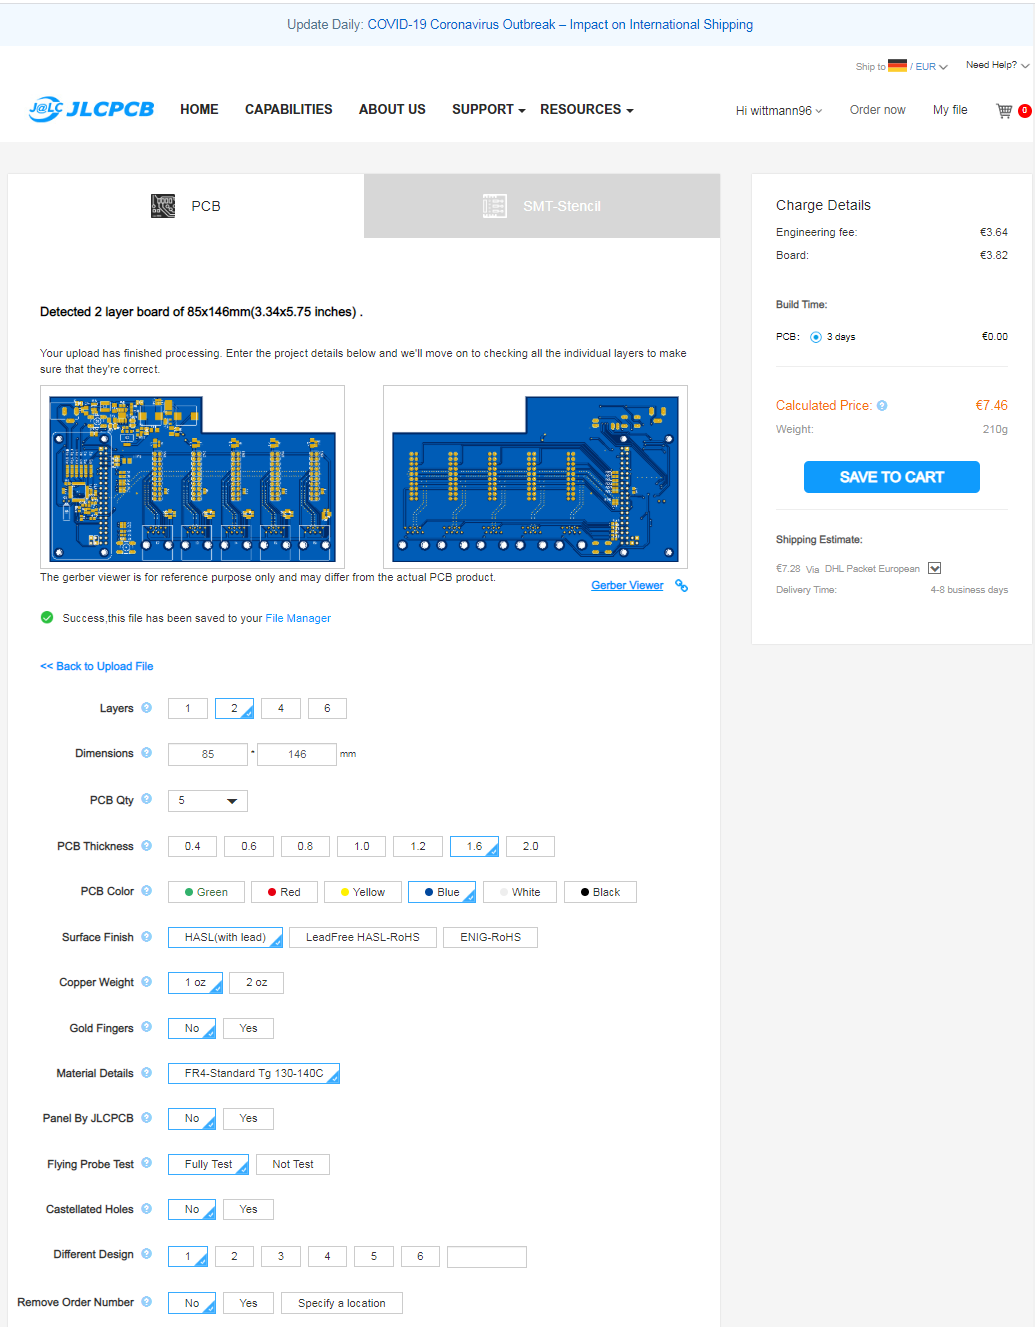 Update Daily: COVID-19 Coronavirus Outbreak – Impact on International Shipping
Ship to / EUR Need Help?
J@LC JLCPCB HOME CAPABILITIES ABOUT US SUPPORT RESOURCES Hi wittmann96 Order now My file 0
PCB SMT-Stencil
Detected 2 layer board of 85x146mm(3.34x5.75 inches) .
Your upload has finished processing. Enter the project details below and we'll move on to checking all the individual layers to make
sure that they're correct.
The gerber viewer is for reference purpose only and may differ from the actual PCB product.
Gerber Viewer
Success,this file has been saved to your File Manager
<< Back to Upload File
Layers 1 2 4 6
Dimensions 85 * 146 mm
PCB Qty 5
PCB Thickness 0.4 0.6 0.8 1.0 1.2 1.6 2.0
PCB Color Green Red Yellow Blue White Black
Surface Finish HASL(with lead) LeadFree HASL-RoHS ENIG-RoHS
Copper Weight 1 oz 2 oz
Gold Fingers No Yes
Material Details FR4-Standard Tg 130-140C
Panel By JLCPCB No Yes
Flying Probe Test Fully Test Not Test
Castellated Holes No Yes
Different Design 1 2 3 4 5 6
Remove Order Number No Yes Specify a location
Charge Details
Engineering fee: €3.64
Board: €3.82
Build Time:
PCB: 3 days €0.00
Calculated Price: €7.46
Weight: 210g
SAVE TO CART
Shipping Estimate:
€7.28 Via DHL Packet European
Delivery Time: 4-8 business days